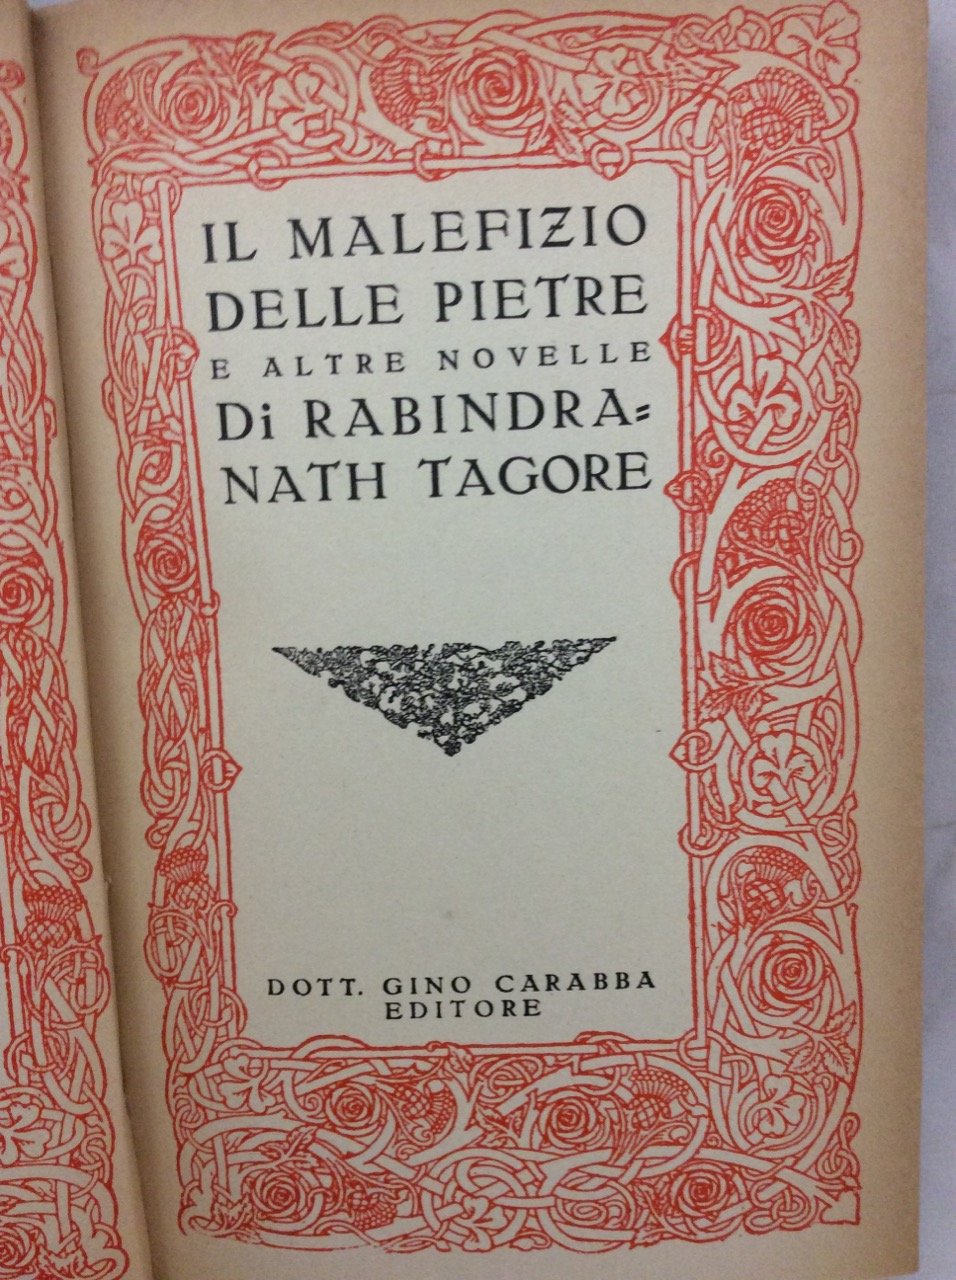 IL MALEFIZIO
DELLE PIETRE
E ALTRE NOVELLE
Di RABINDRA=
NATH TAGORE
DOTT. GINO CARABBA
EDITORE